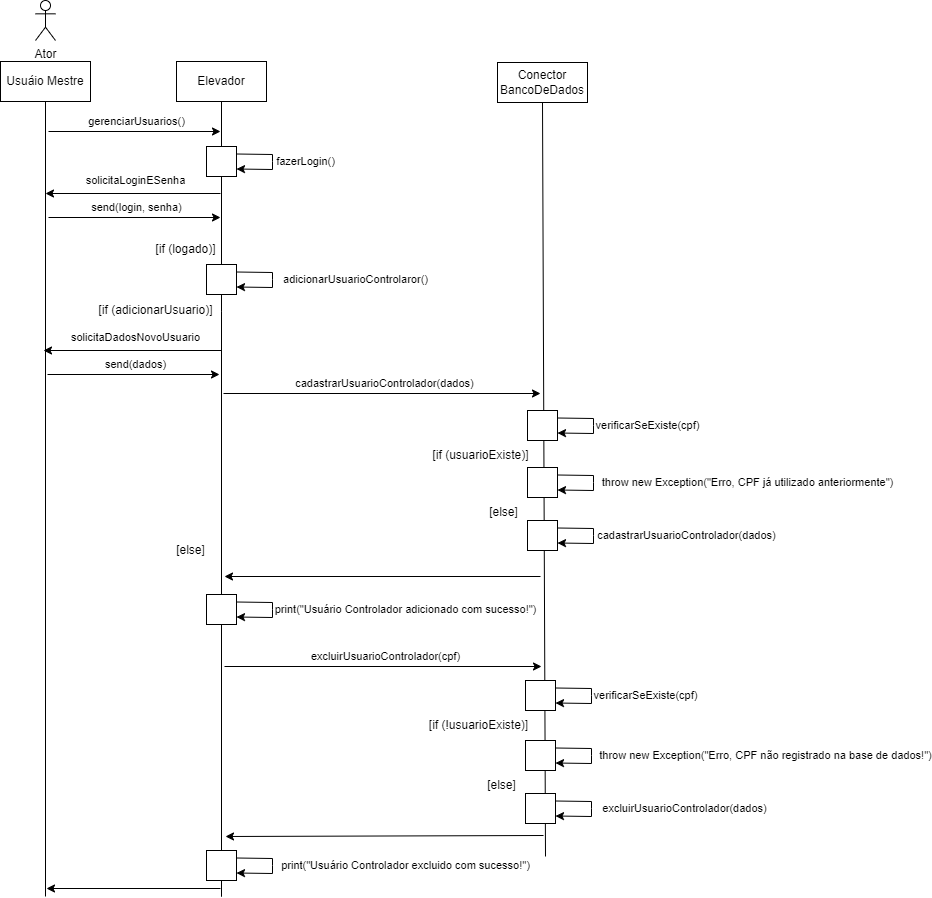 Ator
Usuáio Mestre
Elevador
Conector
BancoDeDados
gerenciarUsuarios()
fazerLogin()
solicitaLoginESenha
send(login, senha)
[if (logado)]
adicionarUsuarioControlaror()
[if (adicionarUsuario)]
solicitaDadosNovoUsuario
send(dados)
cadastrarUsuarioControlador(dados)
verificarSeExiste(cpf)
[if (usuarioExiste)]
throw new Exception("Erro, CPF já utilizado anteriormente")
[else]
cadastrarUsuarioControlador(dados)
[else]
print("Usuário Controlador adicionado com sucesso!")
excluirUsuarioControlador(cpf)
verificarSeExiste(cpf)
[if (!usuarioExiste)]
throw new Exception("Erro, CPF não registrado na base de dados!")
[else]
excluirUsuarioControlador(dados)
print("Usuário Controlador excluido com sucesso!")